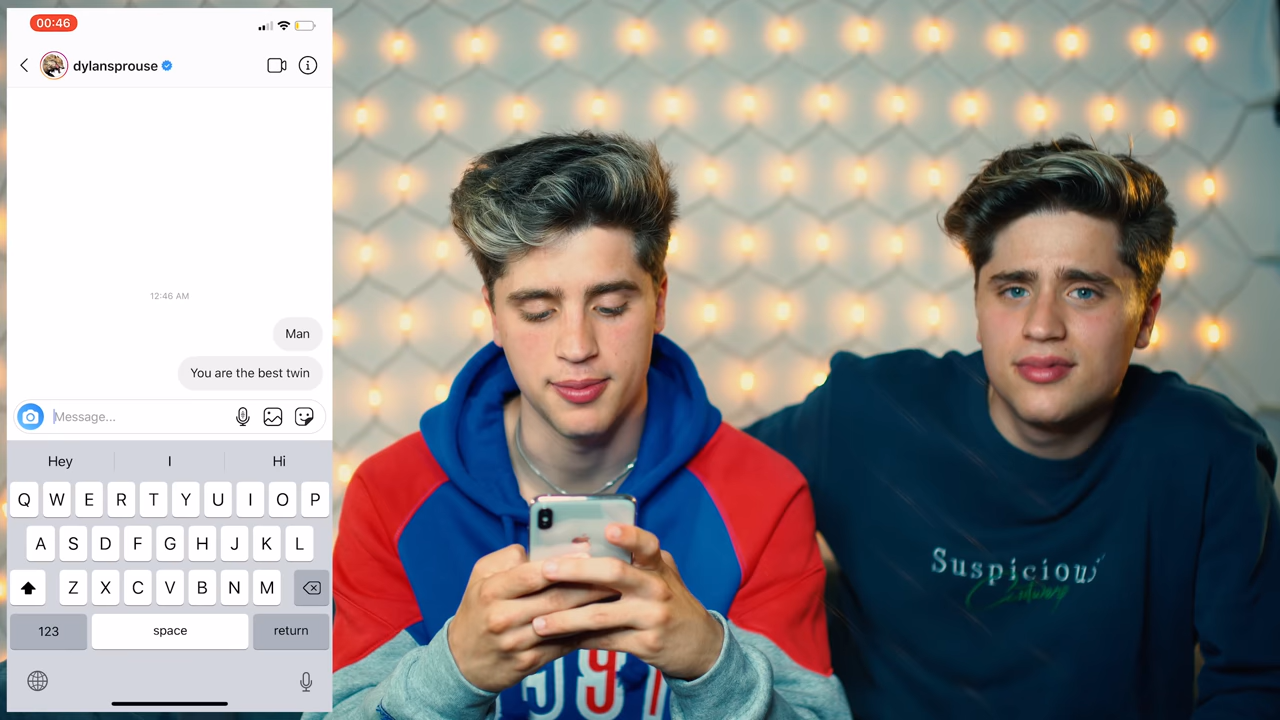 00:46
dylansprouse
12:46 AM
Man
You are the best twin
Message...
Hey I Hi
Q W E R T Y U I O P
A S D F G H J K L
Z X C V B N M
123 space return
Suspicious